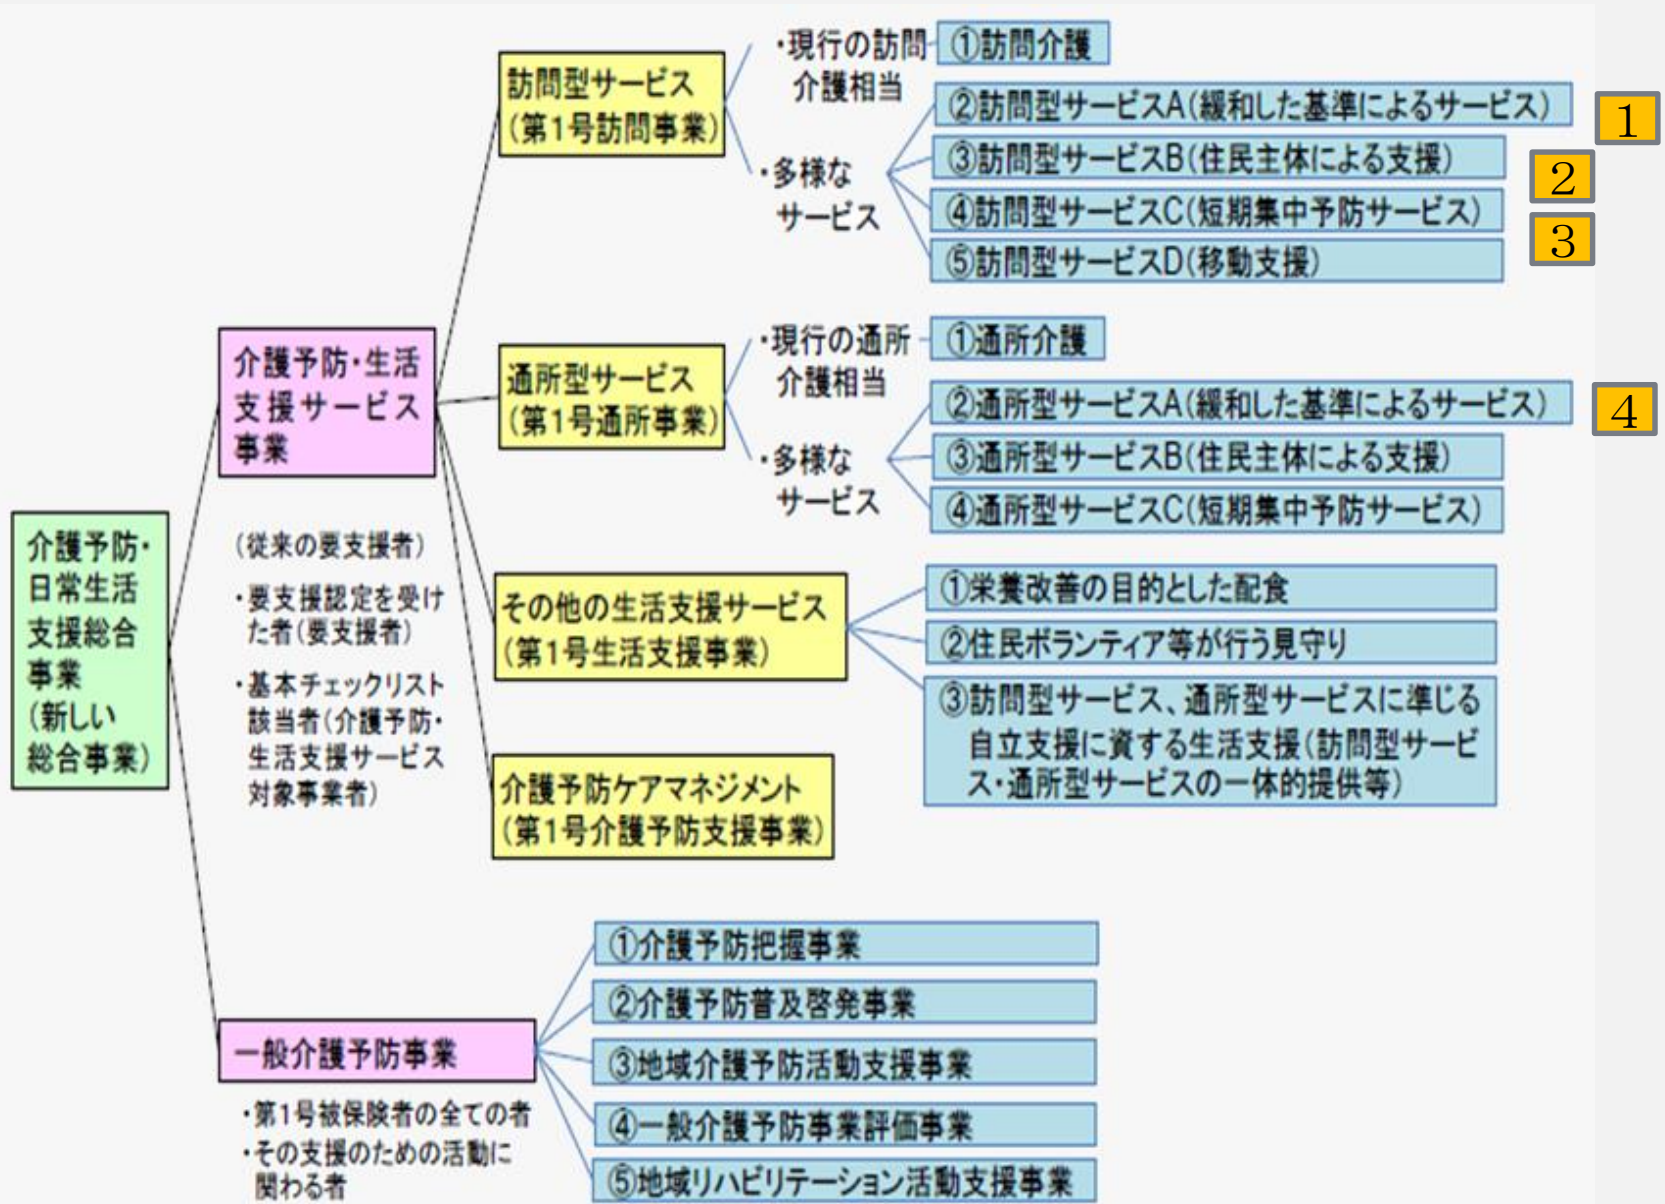 介護予防・
日常生活
支援総合
事業
(新しい
総合事業)
介護予防・生活
支援サービス
事業
(従来の要支援者)
・要支援認定を受け
た者(要支援者)
・基本チェックリスト
該当者(介護予防・
生活支援サービス
対象事業者)
訪問型サービス
(第1号訪問事業)
・現行の訪問
介護相当
①訪問介護
・多様な
サービス
②訪問型サービスA(緩和した基準によるサービス)
1
③訪問型サービスB(住民主体による支援)
2
④訪問型サービスC(短期集中予防サービス)
3
⑤訪問型サービスD(移動支援)
通所型サービス
(第1号通所事業)
・現行の通所
介護相当
①通所介護
・多様な
サービス
②通所型サービスA(緩和した基準によるサービス)
4
③通所型サービスB(住民主体による支援)
④通所型サービスC(短期集中予防サービス)
その他の生活支援サービス
(第1号生活支援事業)
①栄養改善の目的とした配食
②住民ボランティア等が行う見守り
③訪問型サービス、通所型サービスに準じる
自立支援に資する生活支援(訪問型サービ
ス・通所型サービスの一体的提供等)
介護予防ケアマネジメント
(第1号介護予防支援事業)
一般介護予防事業
・第1号被保険者の全ての者
・その支援のための活動に
関わる者
①介護予防把握事業
②介護予防普及啓発事業
③地域介護予防活動支援事業
④一般介護予防事業評価事業
⑤地域リハビリテーション活動支援事業